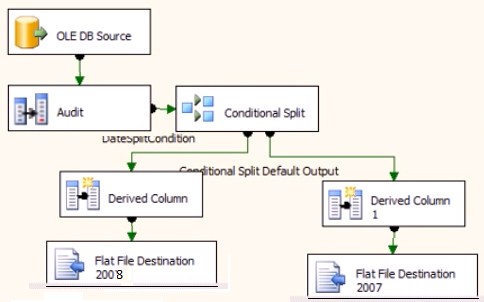 OLE DB Source
Audit
Conditional Split
DateSplitCondition
Conditional Split Default Output
Derived Column
Derived Column
1
Flat File Destination
2008
Flat File Destination
2007